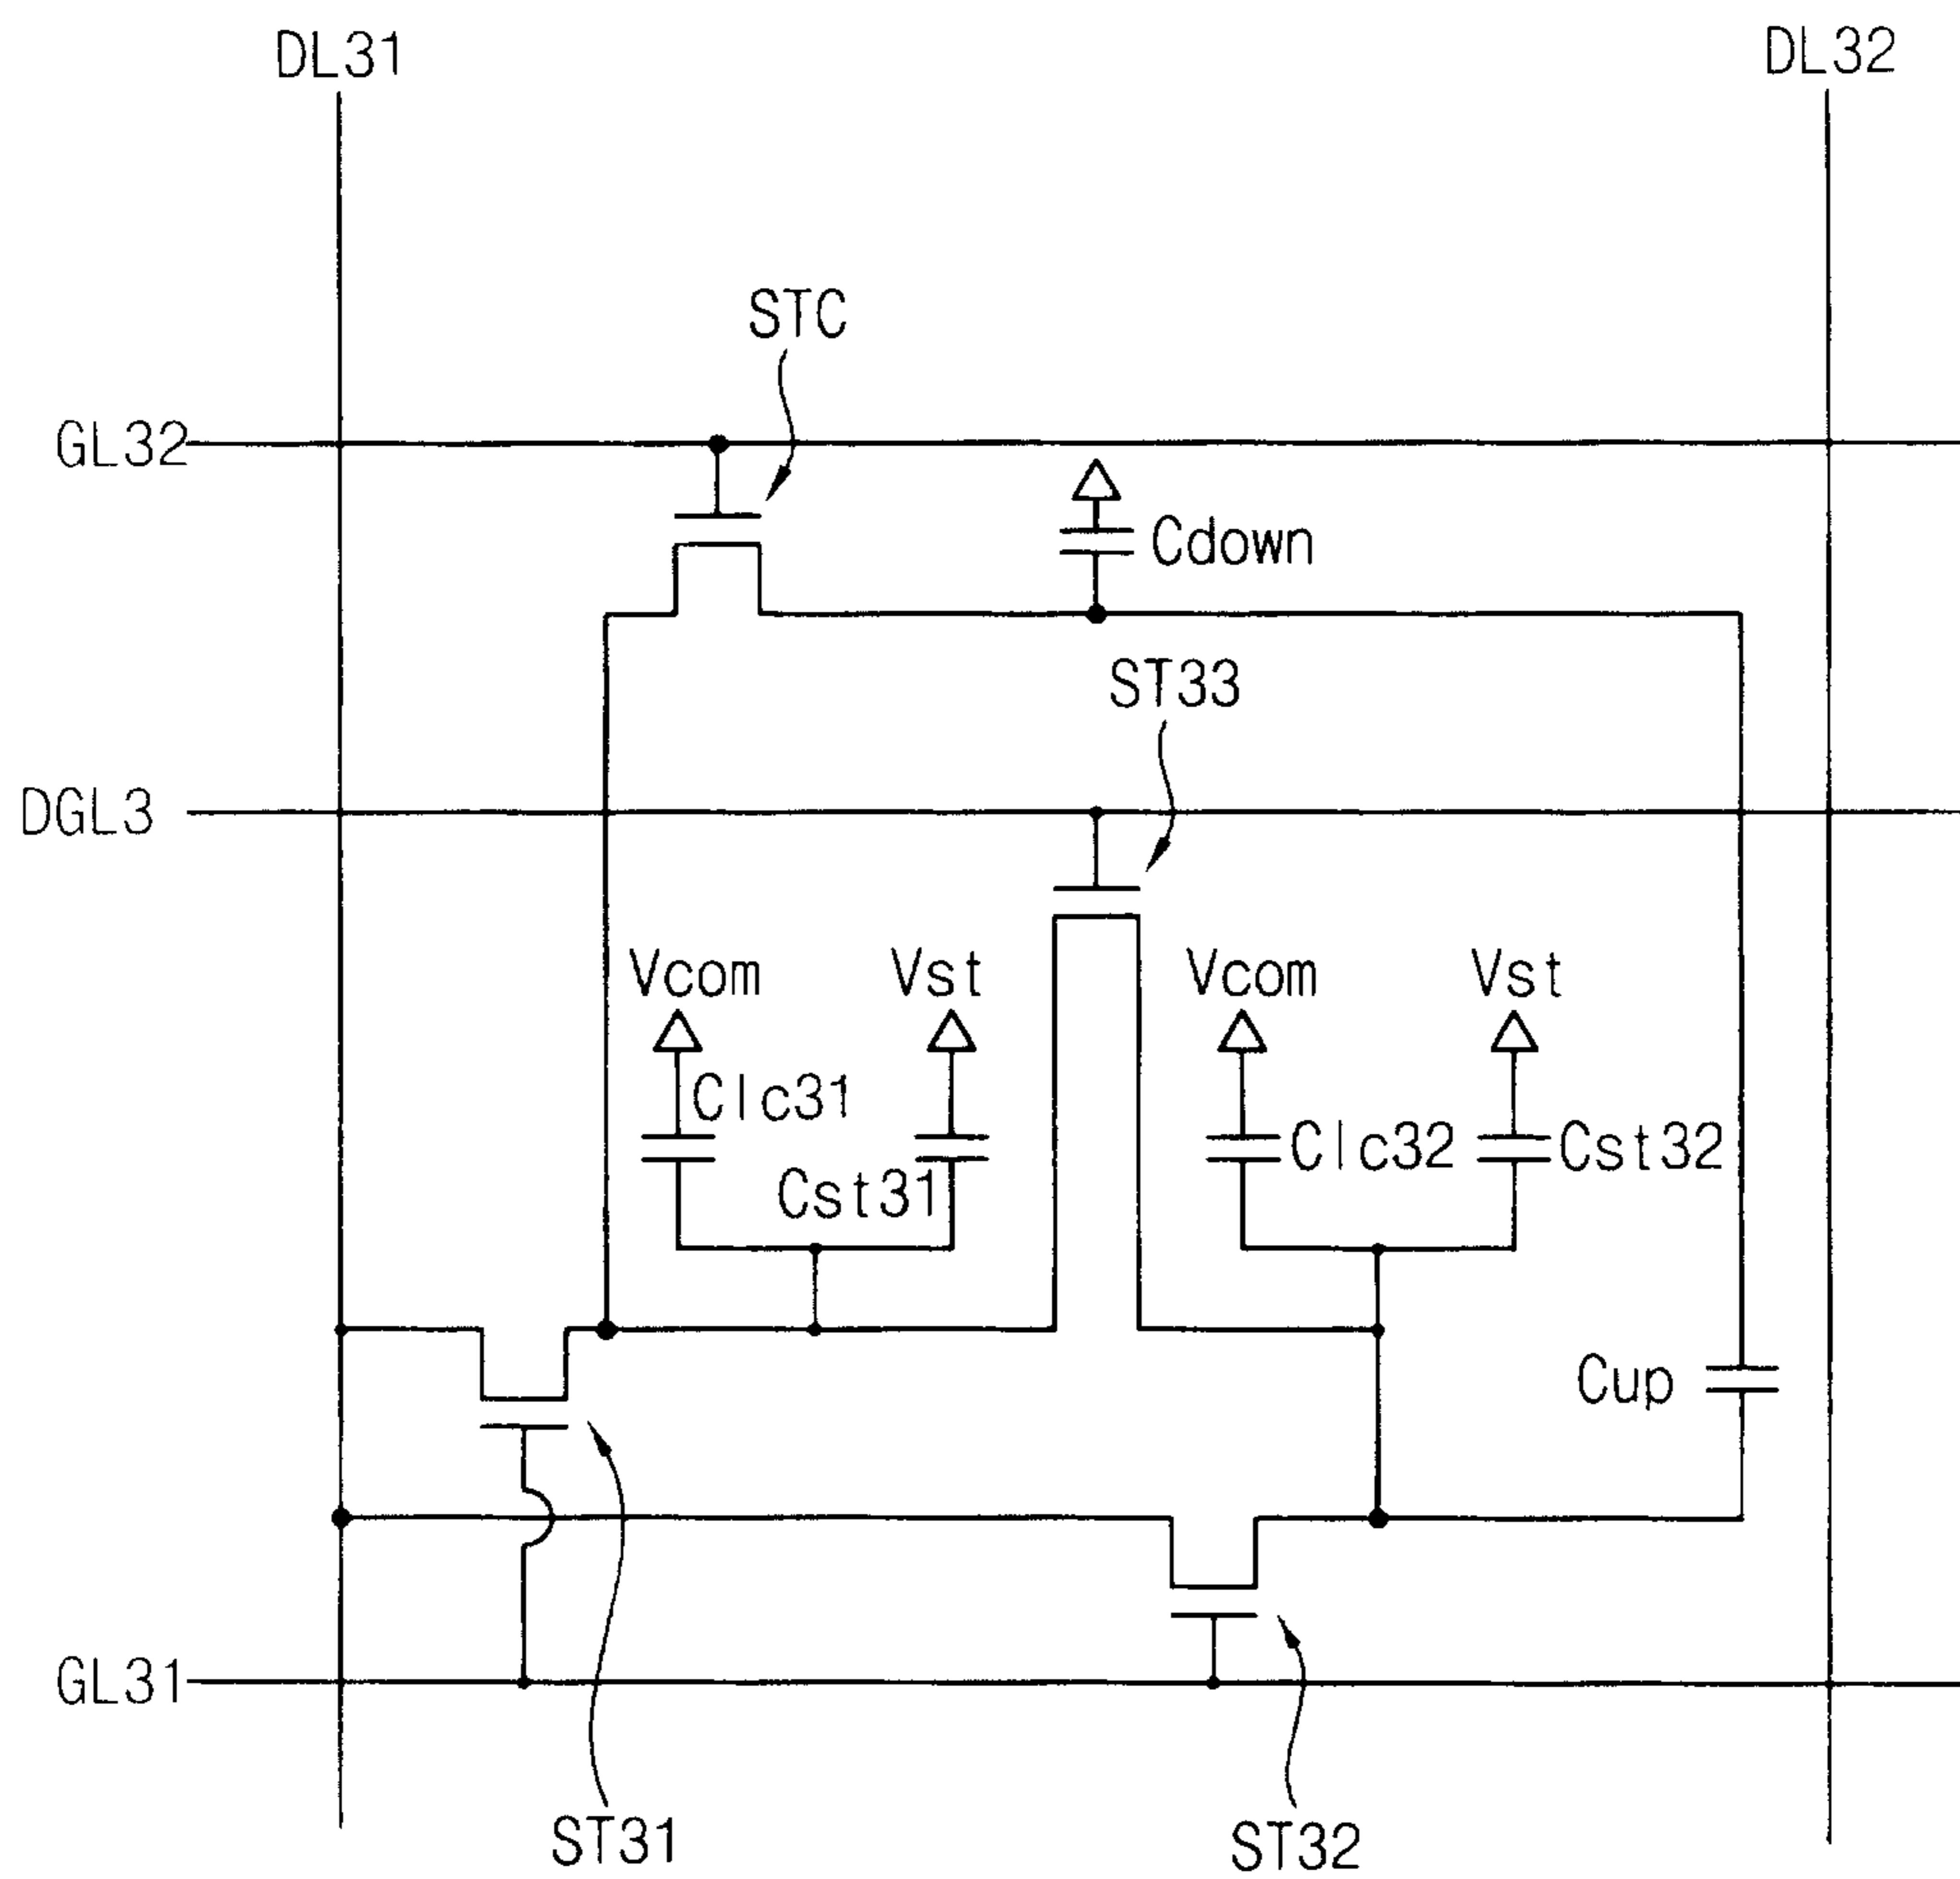 DL31
DL32
STC
GL32
Cdown
ST33
DGL3
Vcom
Vst
Vcom
Vst
Clc31
Clc32
Cst32
Cst31
Cup
GL31
ST31
ST32